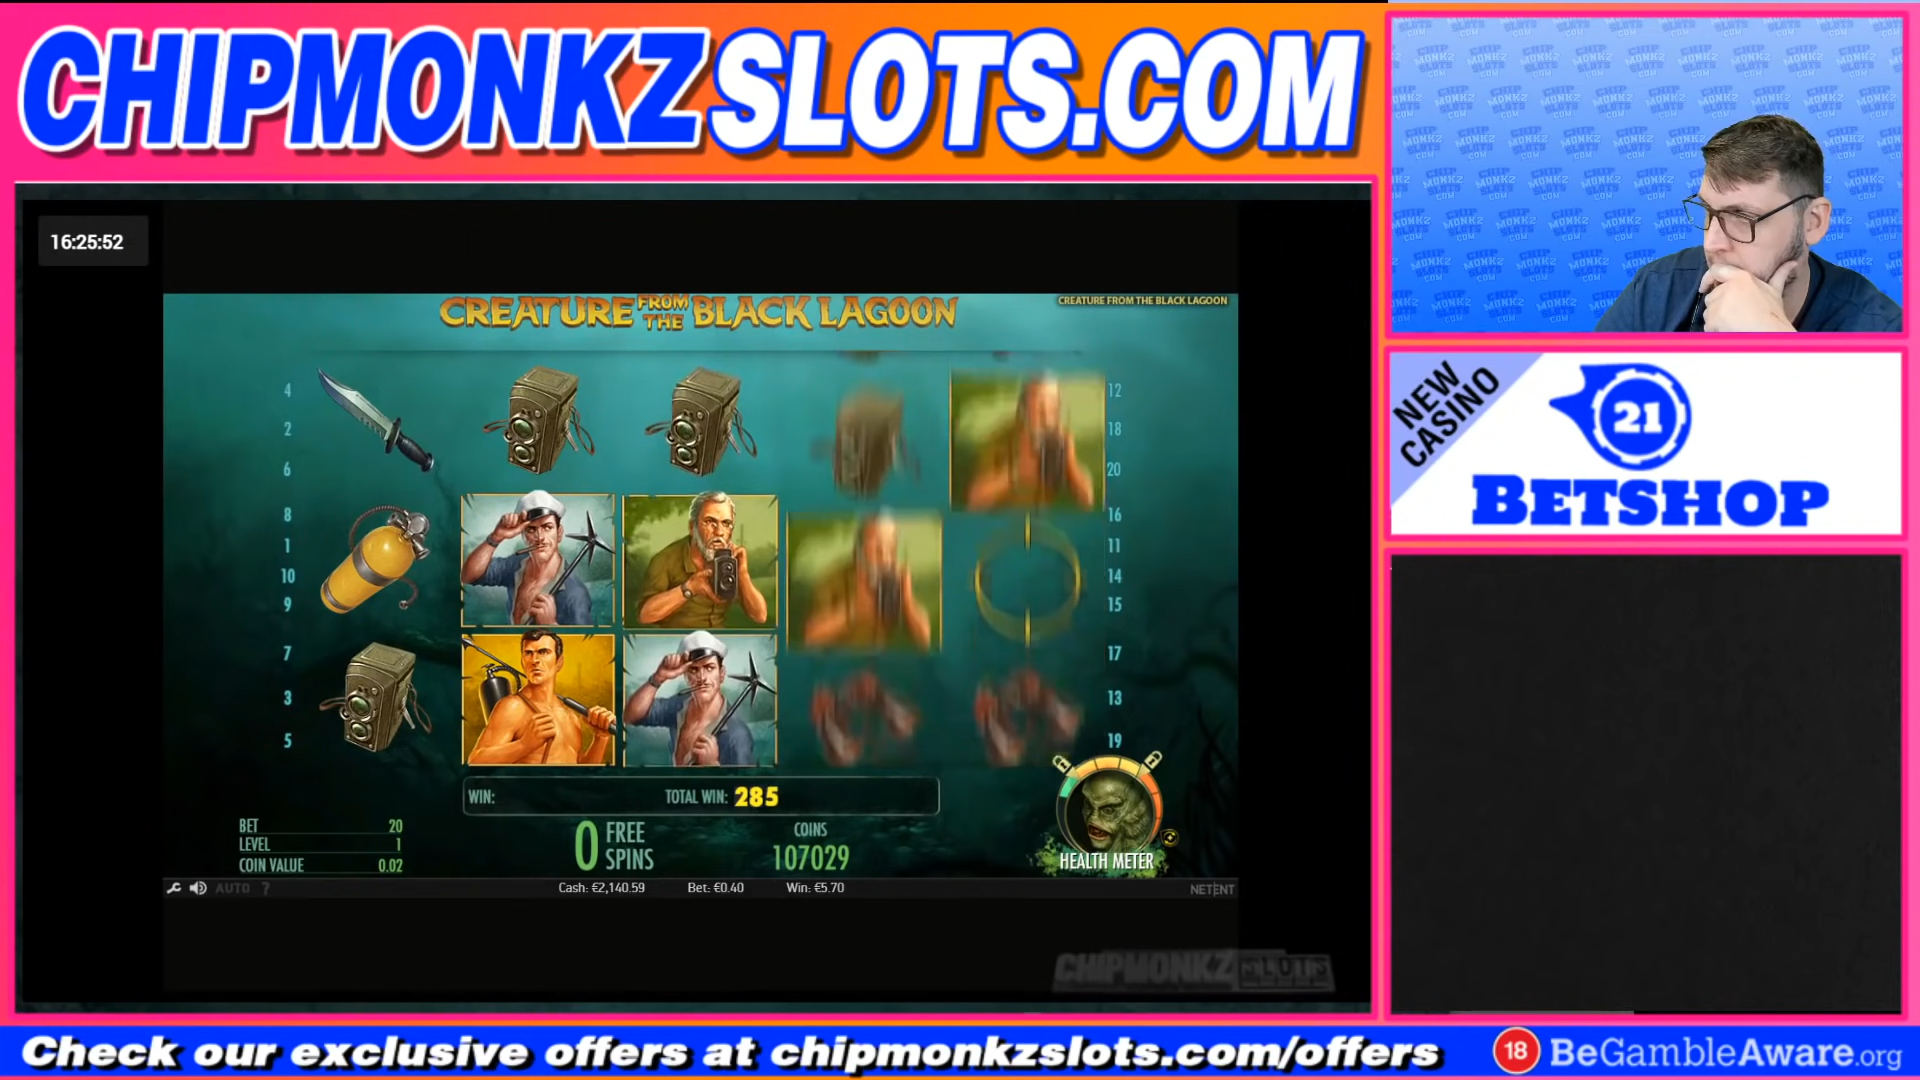 CHIPMONKZSLOTS.COM
16:25:52
CREATURE FROM THE BLACK LAGOON
CREATURE FROM THE BLACK LAGOON
4
2
6
8
1
10
9
7
3
5
12
18
20
16
11
14
15
17
13
19
WIN:
TOTAL WIN: 285
BET 20
LEVEL 1
COIN VALUE 0.02
0 FREE SPINS
COINS
107029
HEALTH METER
AUTO ?
Cash: €2,140.59 Bet: €0.40 Win: €5.70
NETENT
CHIPMONKZ SLOTS
NEW CASINO
21
BETSHOP
Check our exclusive offers at chipmonkzslots.com/offers
18 BeGambleAware.org